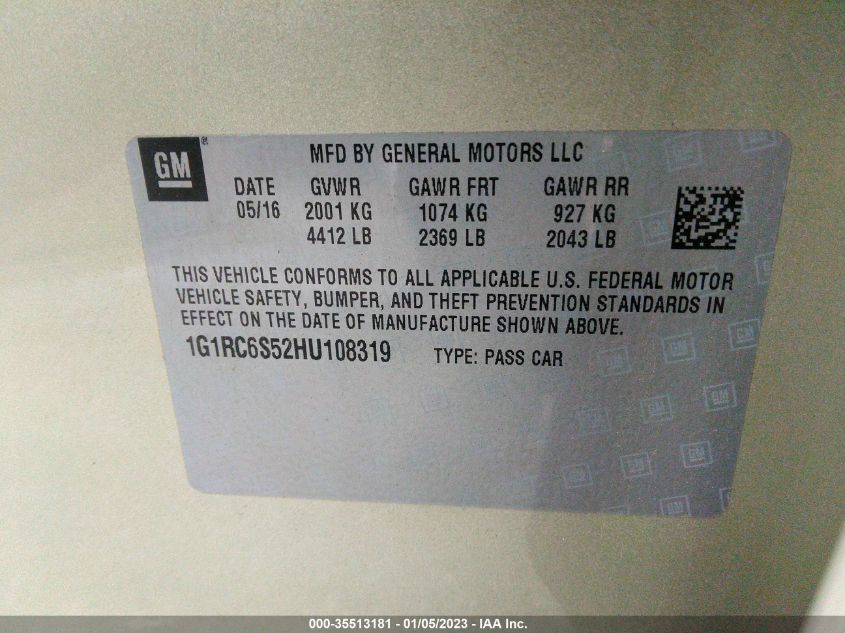 GM ®
MFD BY GENERAL MOTORS LLC
DATE GVWR GAWR FRT GAWR RR
05/16 2001 KG 1074 KG 927 KG
4412 LB 2369 LB 2043 LB
THIS VEHICLE CONFORMS TO ALL APPLICABLE U.S. FEDERAL MOTOR
VEHICLE SAFETY, BUMPER, AND THEFT PREVENTION STANDARDS IN
EFFECT ON THE DATE OF MANUFACTURE SHOWN ABOVE.
1G1RC6S52HU108319 TYPE: PASS CAR
000-35513181 - 01/05/2023 - IAA Inc.